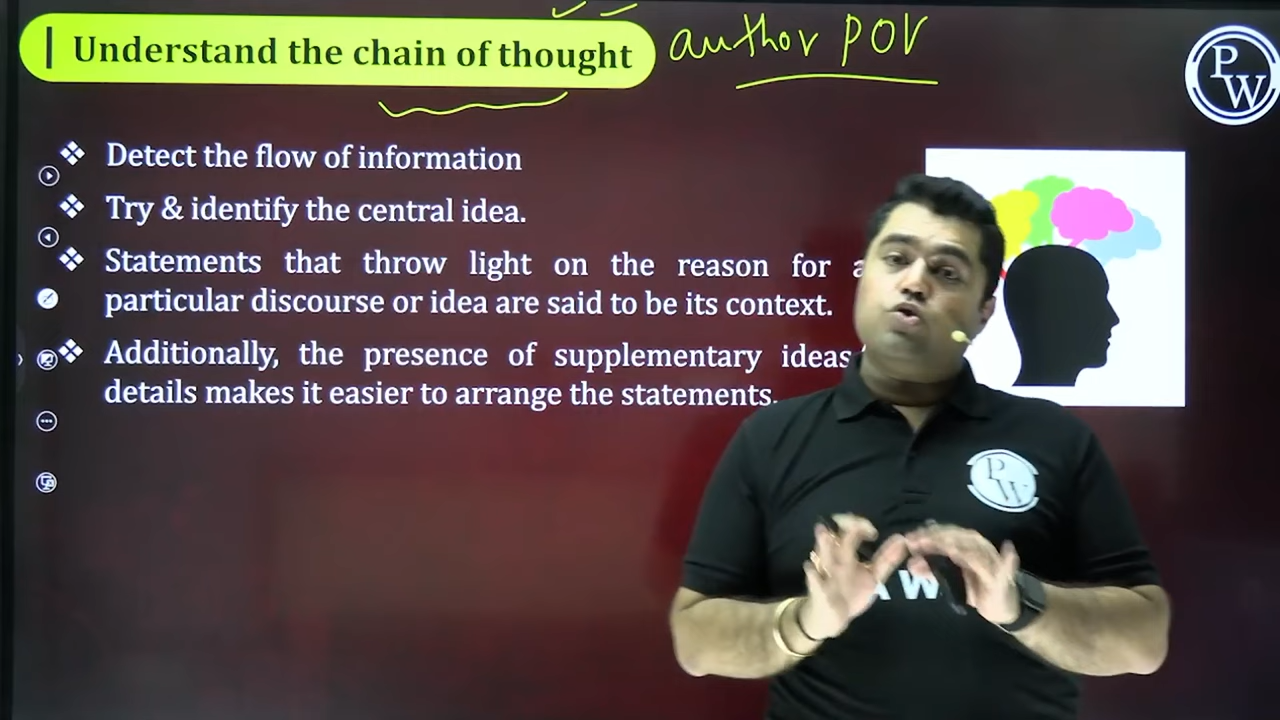 Understand the chain of thought
author POV
PW
Detect the flow of information
Try & identify the central idea.
Statements that throw light on the reason for a
particular discourse or idea are said to be its context.
Additionally, the presence of supplementary ideas
details makes it easier to arrange the statements.
PW
W